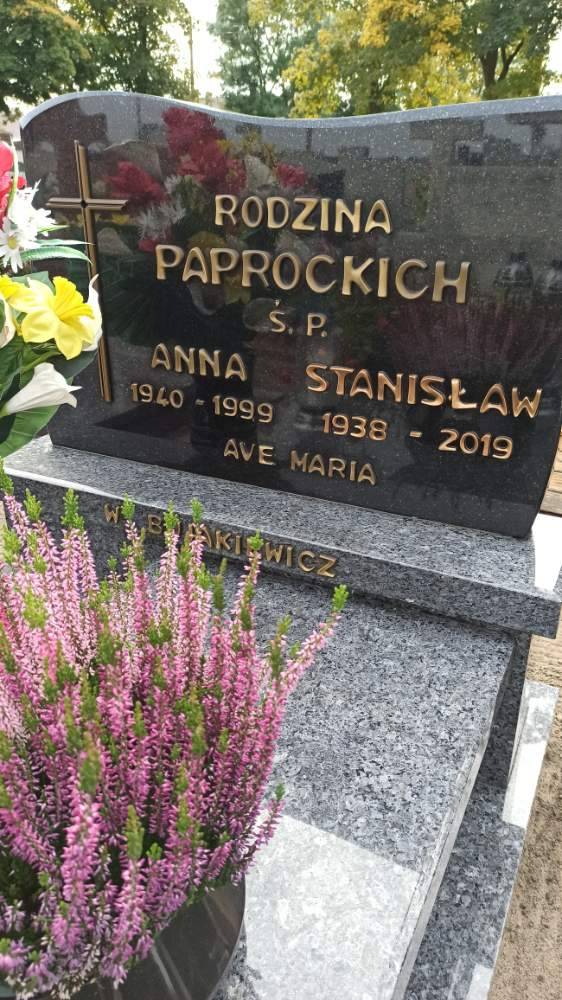 RODZINA
PAPROCKICH
Ś. P.
ANNA STANISŁAW
1940 - 1999 1938 - 2019
AVE MARIA
W.